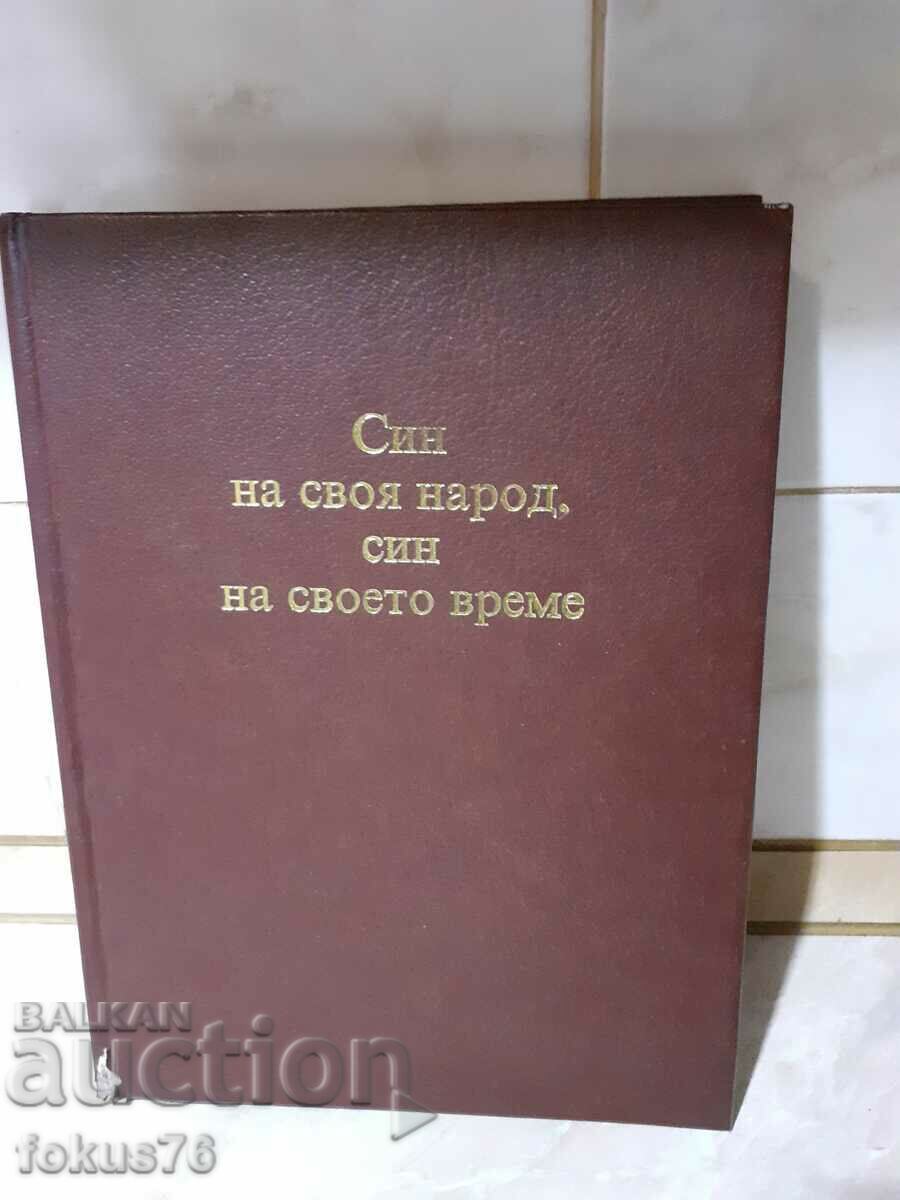 Син
на своя народ,
син
на своето време
BALKAN
auction
fokus76